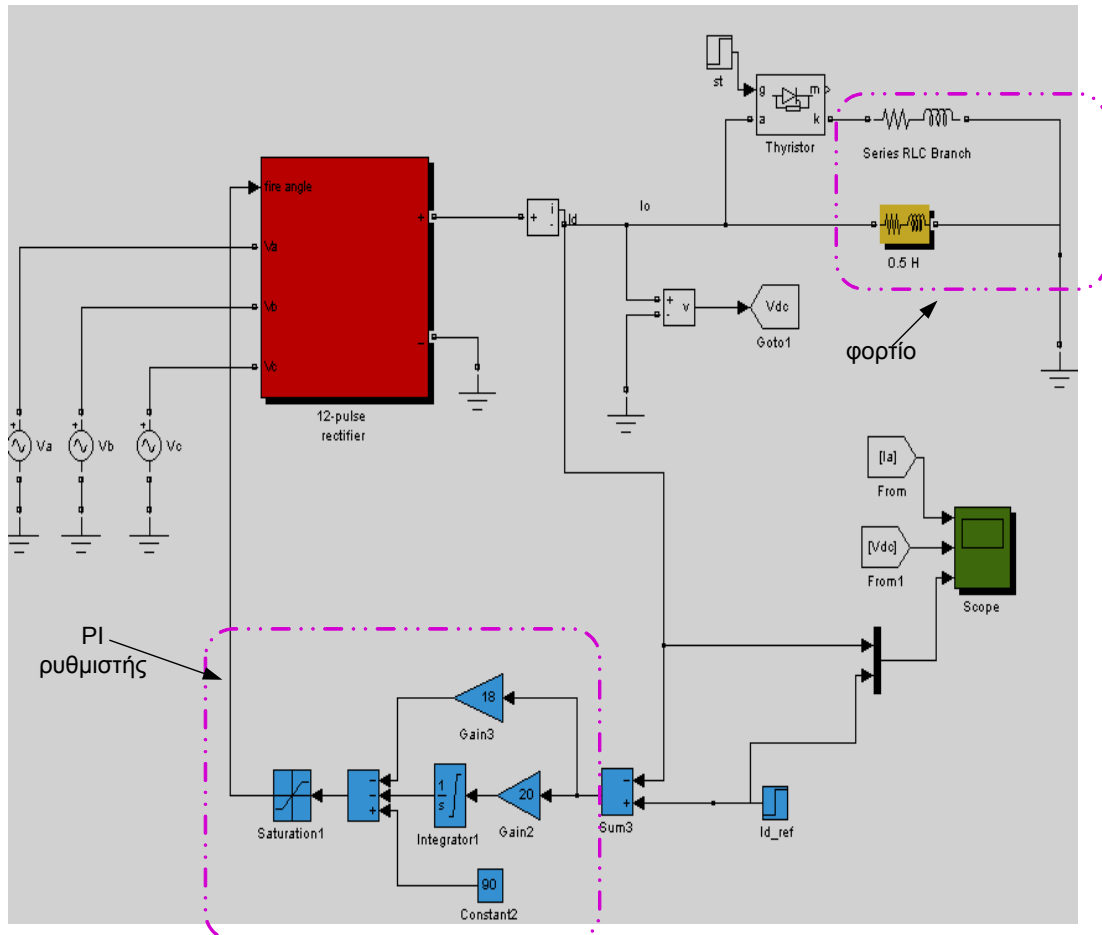 st
g
m
a
k
Thyristor
Series RLC Branch
fire angle
+
i
+
-
Id
Io
0.5 H
Va
Vb
Vc
+
-
v
Vdc
Goto1
φορτίο
12-pulse
rectifier
+
Va
+
Vb
+
Vc
[Ia]
From
[Vdc]
From1
Scope
PI
ρυθμιστής
18
Gain3
1
s
20
90
-
-
+
-
+
Saturation1
Integrator1
Gain2
Sum3
Id_ref
Constant2